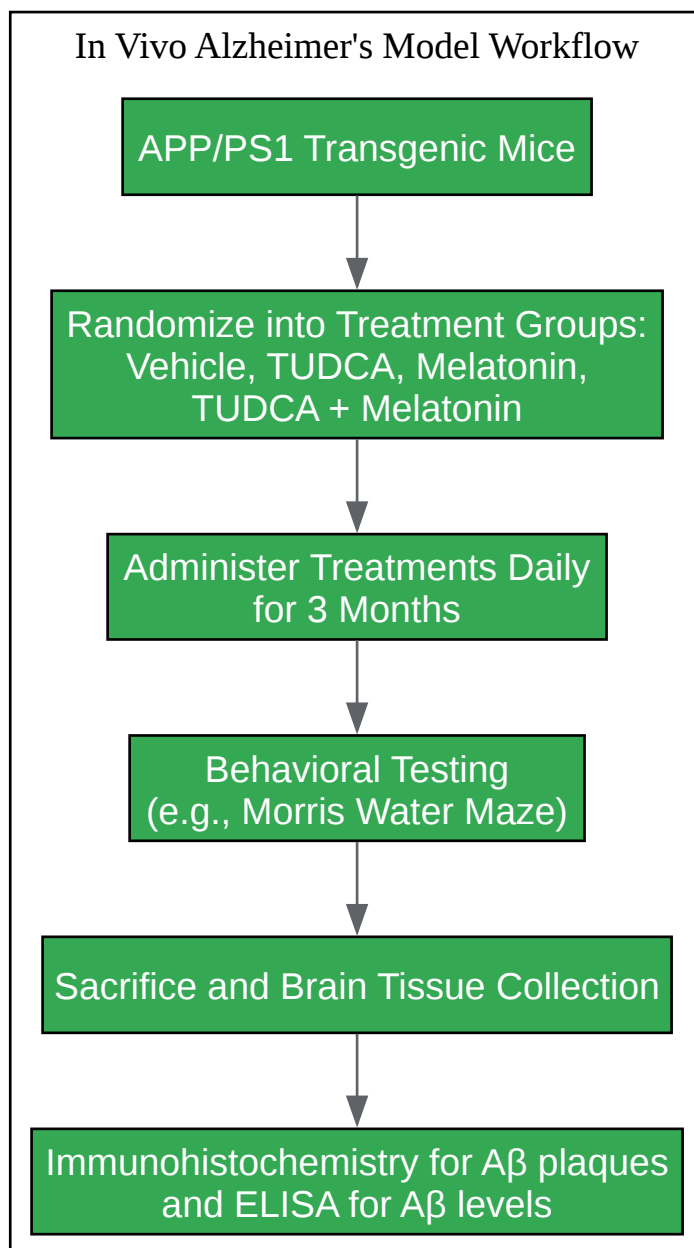 In Vivo Alzheimer's Model Workflow
APP/PS1 Transgenic Mice
Randomize into Treatment Groups:
Vehicle, TUDCA, Melatonin,
TUDCA + Melatonin
Administer Treatments Daily
for 3 Months
Behavioral Testing
(e.g., Morris Water Maze)
Sacrifice and Brain Tissue Collection
Immunohistochemistry for Aβ plaques
and ELISA for Aβ levels